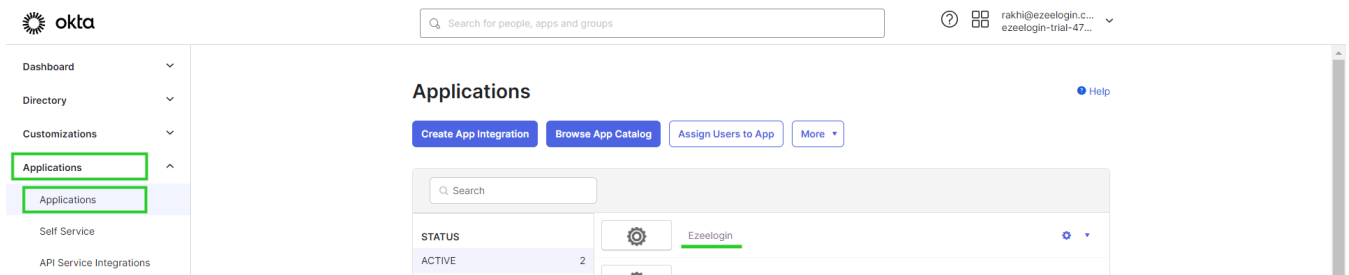 okta
Search for people, apps and groups
rakhi@ezeelogin.c...
ezeelogin-trial-47...
Dashboard
Directory
Customizations
Applications
Applications
Self Service
API Service Integrations
Applications
Help
Create App Integration
Browse App Catalog
Assign Users to App
More
Search
STATUS
ACTIVE 2
Ezeelogin